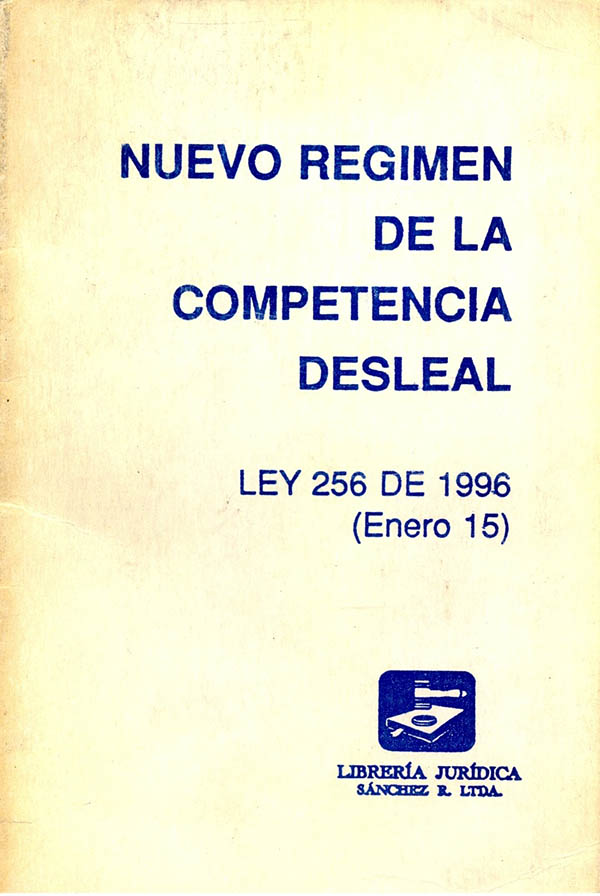 NUEVO REGIMEN
DE LA
COMPETENCIA
DESLEAL
LEY 256 DE 1996
(Enero 15)
LIBRERÍA JURÍDICA
SÁNCHEZ R. LTDA.